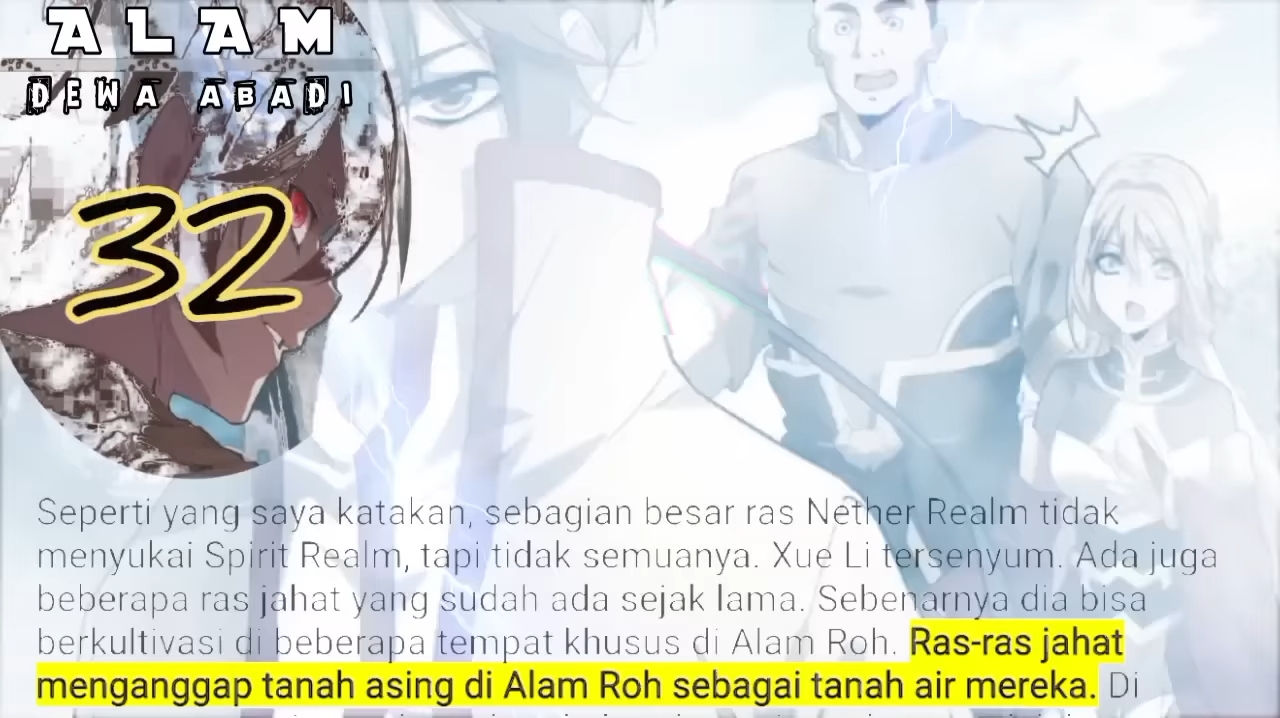 ALAM
DEWA ABADI
32
Seperti yang saya katakan, sebagian besar ras Nether Realm tidak
menyukai Spirit Realm, tapi tidak semuanya. Xue Li tersenyum. Ada juga
beberapa ras jahat yang sudah ada sejak lama. Sebenarnya dia bisa
berkultivasi di beberapa tempat khusus di Alam Roh. Ras-ras jahat
menganggap tanah asing di Alam Roh sebagai tanah air mereka. Di